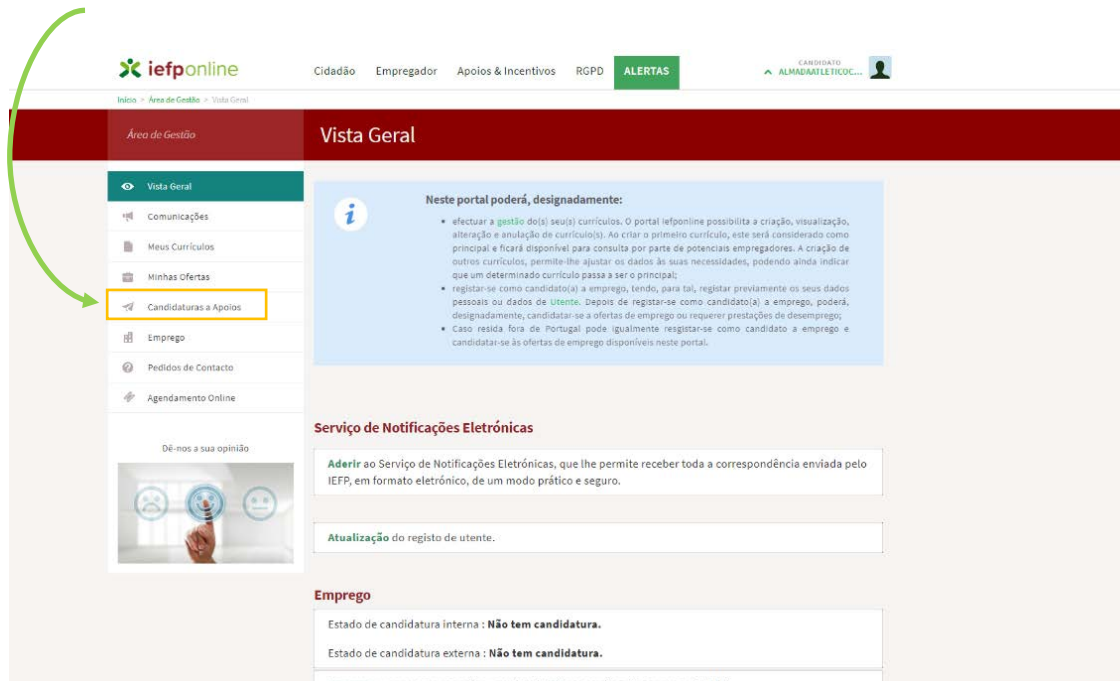 iefponline
Cidadão Empregador Apoios & Incentivos RGPD ALERTAS
CANDIDATO
ALMADAATLETICOC...
Início > Área de Gestão > Vista Geral
Área de Gestão
Vista Geral
Vista Geral
Comunicações
Meus Currículos
Minhas Ofertas
Candidaturas a Apoios
Emprego
Pedidos de Contacto
Agendamento Online
Dê-nos a sua opinião
Neste portal poderá, designadamente:
• efectuar a gestão do(s) seu(s) currículos. O portal iefponline possibilita a criação, visualização,
alteração e anulação de currículo(s). Ao criar o primeiro currículo, este será considerado como
principal e ficará disponível para consulta por parte de potenciais empregadores. A criação de
outros currículos, permite-lhe ajustar os dados às suas necessidades, podendo ainda indicar
que um determinado currículo passa a ser o principal;
• registar-se como candidato(a) a emprego, tendo, para tal, registar previamente os seus dados
pessoais ou dados de Utente. Depois de registar-se como candidato(a) a emprego, poderá,
designadamente, candidatar-se a ofertas de emprego ou requerer prestações de desemprego;
• Caso resida fora de Portugal pode igualmente resgistar-se como candidato a emprego e
candidatar-se às ofertas de emprego disponíveis neste portal.
Serviço de Notificações Eletrónicas
Aderir ao Serviço de Notificações Eletrónicas, que lhe permite receber toda a correspondência enviada pelo
IEFP, em formato eletrónico, de um modo prático e seguro.
Atualização do registo de utente.
Emprego
Estado de candidatura interna : Não tem candidatura.
Estado de candidatura externa : Não tem candidatura.